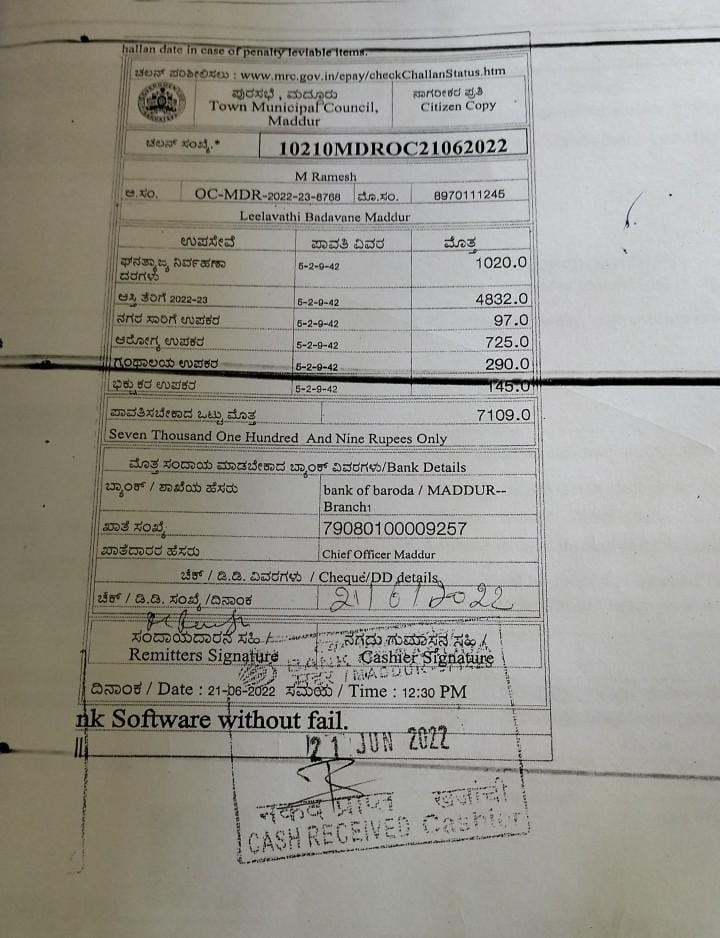 hallan date in case of penalty leviable items.
ಚಲನ್ ಪರಿಶೀಲಿಸಲು : www.mrc.gov.in/epay/checkChallanStatus.htm
ಪುರಸಭೆ , ಮದ್ದೂರು
Town Municipal Council,
Maddur
ನಾಗರೀಕರ ಪ್ರತಿ
Citizen Copy
ಚಲನ್ ಸಂಖ್ಯೆ.* 10210MDROC21062022
M Ramesh
ಆ.ಸಂ. OC-MDR-2022-23-8768 ಮೊ.ಸಂ. 8970111245
Leelavathi Badavane Maddur
ಉಪಸೇವೆ ಪಾವತಿ ವಿವರ ಮೊತ್ತ
ಘನತ್ಯಾಜ್ಯ ನಿರ್ವಹಣಾ ದರಗಳು 5-2-9-42 1020.0
ಆಸ್ತಿ ತೆರಿಗೆ 2022-23 5-2-9-42 4832.0
ನಗರ ಸಾರಿಗೆ ಉಪಕರ 5-2-9-42 97.0
ಆರೋಗ್ಯ ಉಪಕರ 5-2-9-42 725.0
ಗ್ರಂಥಾಲಯ ಉಪಕರ 5-2-9-42 290.0
ಭಿಕ್ಷುಕರ ಉಪಕರ 5-2-9-42 145.0
ಪಾವತಿಸಬೇಕಾದ ಒಟ್ಟು ಮೊತ್ತ 7109.0
Seven Thousand One Hundred And Nine Rupees Only
ಮೊತ್ತ ಸಂದಾಯ ಮಾಡಬೇಕಾದ ಬ್ಯಾಂಕ್ ವಿವರಗಳು/Bank Details
ಬ್ಯಾಂಕ್ / ಶಾಖೆಯ ಹೆಸರು bank of baroda / MADDUR--
Branch1
ಖಾತೆ ಸಂಖ್ಯೆ 79080100009257
ಖಾತೆದಾರರ ಹೆಸರು Chief Officer Maddur
ಚೆಕ್ / ಡಿ.ಡಿ. ವಿವರಗಳು / Cheque/DD details
ಚೆಕ್ / ಡಿ.ಡಿ. ಸಂಖ್ಯೆ /ದಿನಾಂಕ 21/6/2022
ಸಂದಾಯದಾರನ ಸಹಿ / ನಗದು ಗುಮಾಸ್ತನ ಸಹಿ /
Remitters Signature Cashier Signature
BANK
/MADDUR
ದಿನಾಂಕ / Date : 21-06-2022 ಸಮಯ / Time : 12:30 PM
nk Software without fail.
21 JUN 2022
नकद प्राप्त खजांची
CASH RECEIVED Cashier